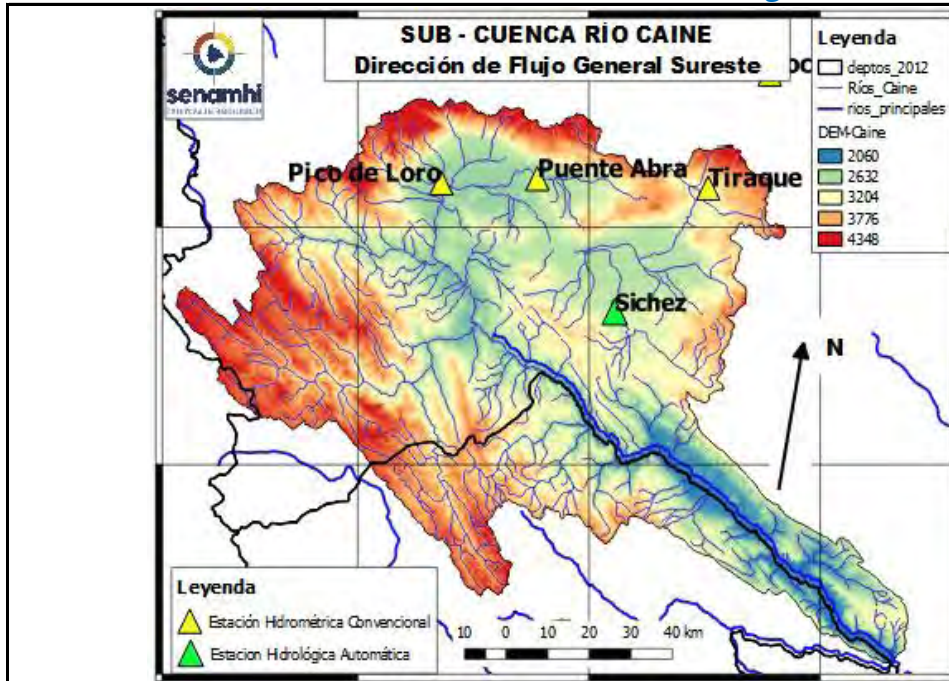 SUB - CUENCA RÍO CAINE
Dirección de Flujo General Sureste
senamhi
Leyenda
deptos_2012
Ríos_Caine
rios_principales
DEM-Caine
2060
2632
3204
3776
4348
Pico de Loro
Puente Abra
Tiraque
Sichez
N
Leyenda
Estación Hidrométrica Convencional
Estacion Hidrológica Automática
10 0 10 20 30 40 km